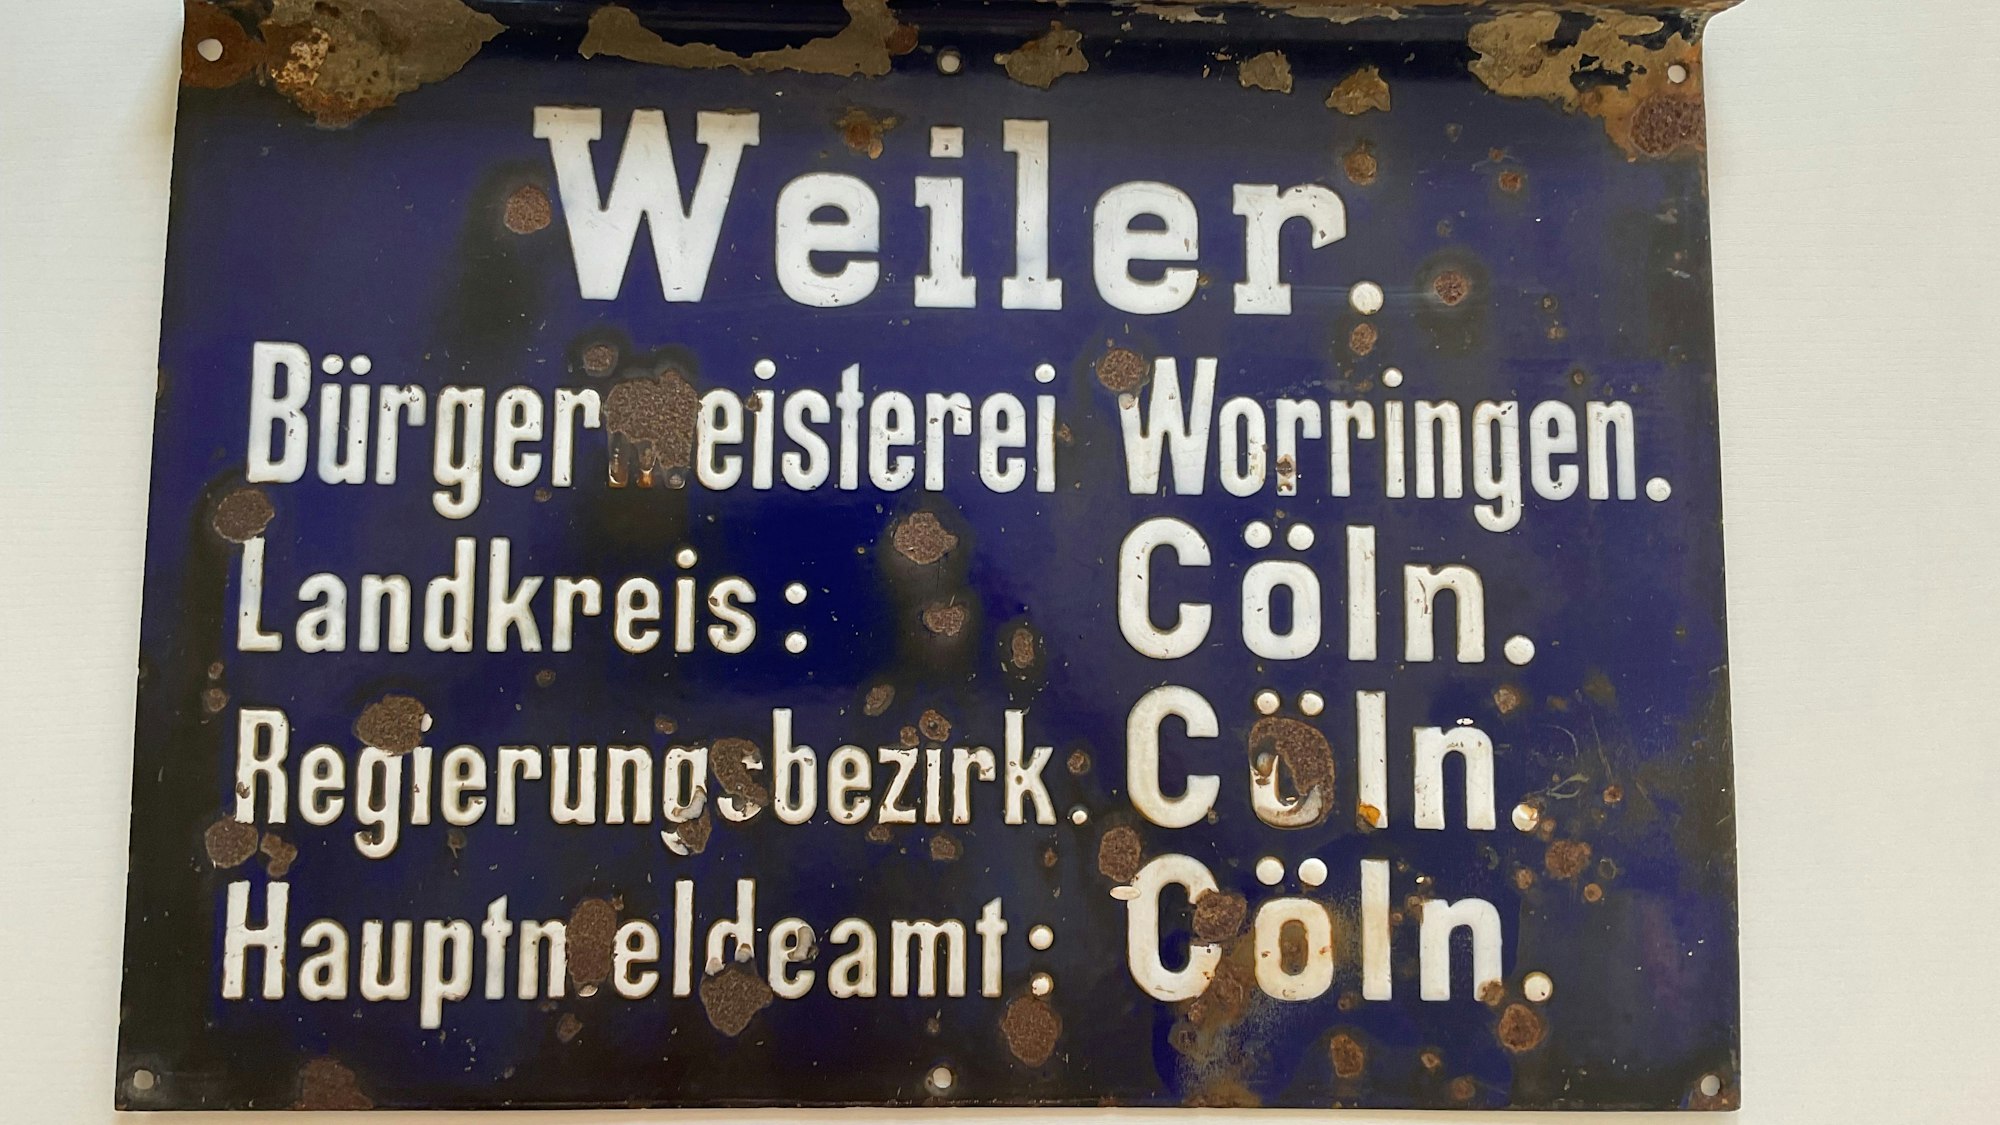 Weiler.
Bürgermeisterei Worringen.
Landkreis: Cöln.
Regierungsbezirk: Cöln.
Hauptmeldeamt: Cöln.